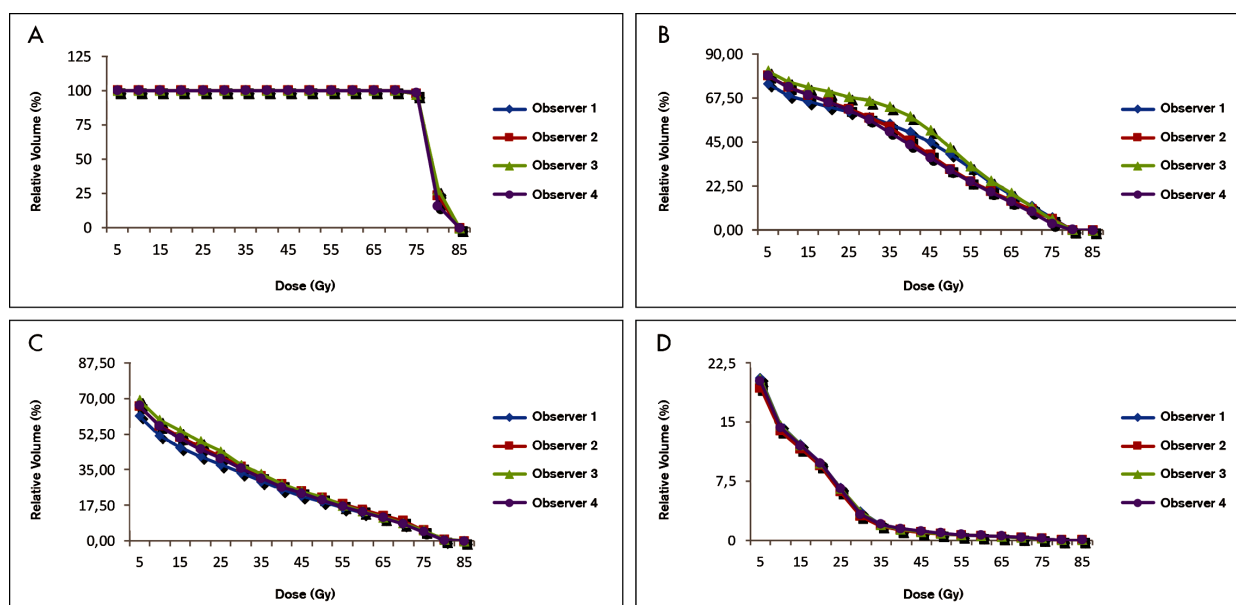 A
125
100
75
50
25
0
Relative Volume (%)
5 15 25 35 45 55 65 75 85
Dose (Gy)
Observer 1
Observer 2
Observer 3
Observer 4
B
90,00
67,50
45,00
22,50
0,00
Relative Volume (%)
5 15 25 35 45 55 65 75 85
Dose (Gy)
Observer 1
Observer 2
Observer 3
Observer 4
C
87,50
70,00
52,50
35,00
17,50
0,00
Relative Volume (%)
5 15 25 35 45 55 65 75 85
Dose (Gy)
Observer 1
Observer 2
Observer 3
Observer 4
D
22,5
15
7,5
0
Relative Volume (%)
5 15 25 35 45 55 65 75 85
Dose (Gy)
Observer 1
Observer 2
Observer 3
Observer 4